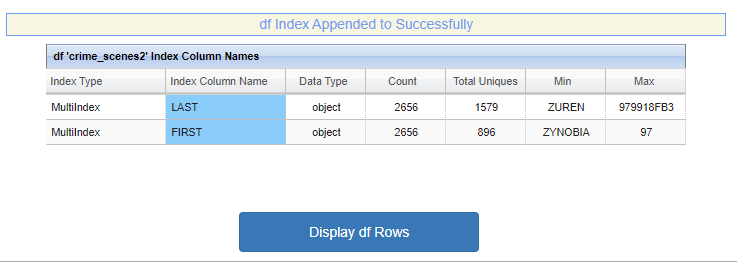 df Index Appended to Successfully
df 'crime_scenes2' Index Column Names
Index Type Index Column Name Data Type Count Total Uniques Min Max
MultiIndex LAST object 2656 1579 ZUREN 979918FB3
MultiIndex FIRST object 2656 896 ZYNOBIA 97
Display df Rows